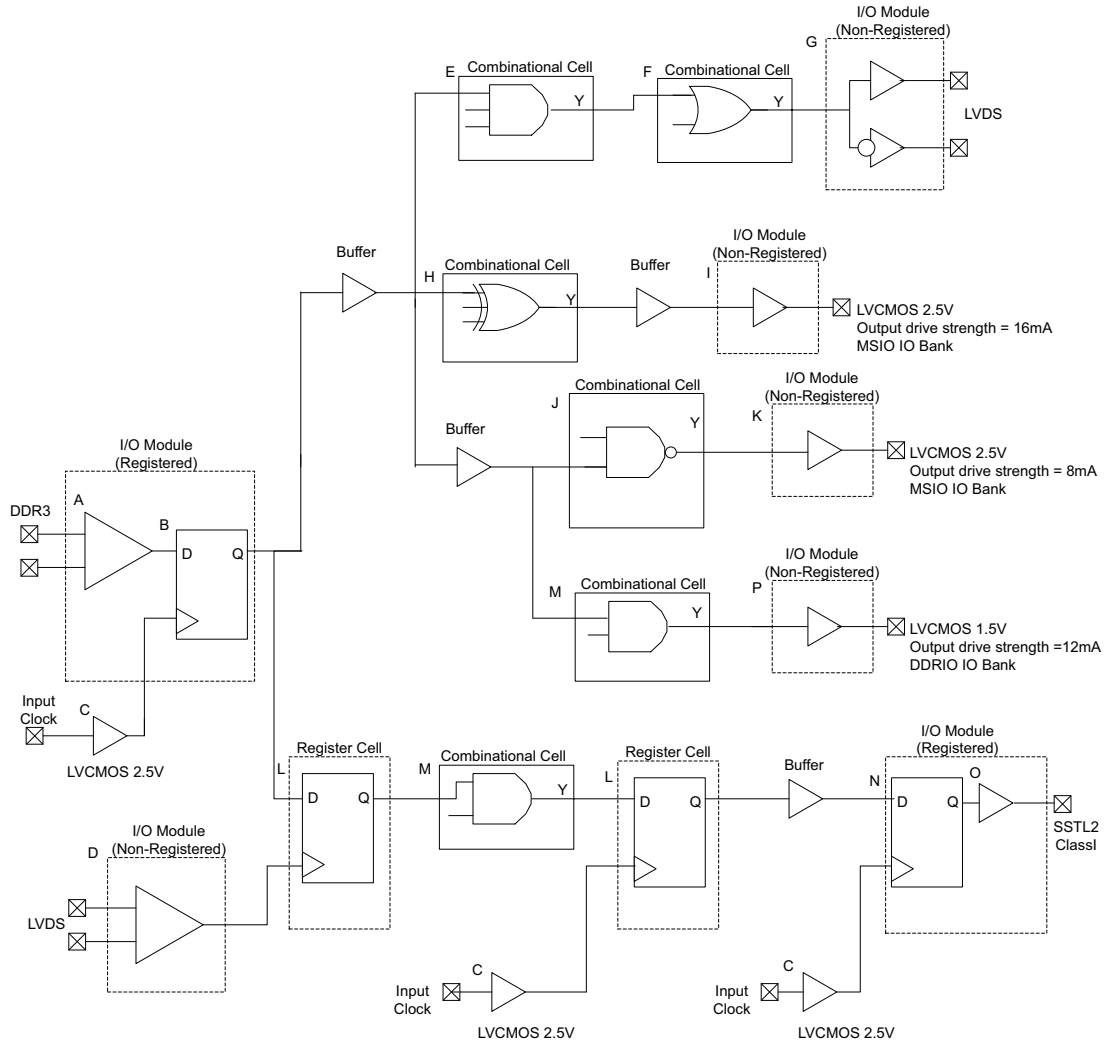 I/O Module
(Non-Registered)
G
E
Combinational Cell
Y
F
Combinational Cell
Y
LVDS
Buffer
H
Combinational Cell
Y
Buffer
I/O Module
(Non-Registered)
I
LVCMOS 2.5V
Output drive strength = 16mA
MSIO IO Bank
Buffer
J
Combinational Cell
Y
I/O Module
(Non-Registered)
K
LVCMOS 2.5V
Output drive strength = 8mA
MSIO IO Bank
I/O Module
(Registered)
DDR3
A
B
D
Q
M
Combinational Cell
Y
I/O Module
(Non-Registered)
P
LVCMOS 1.5V
Output drive strength =12mA
DDRIO IO Bank
Input
Clock
C
LVCMOS 2.5V
Register Cell
L
D
Q
M
Combinational Cell
Y
Register Cell
L
D
Q
Buffer
I/O Module
(Registered)
N
D
Q
O
SSTL2
ClassI
I/O Module
(Non-Registered)
D
LVDS
Input
Clock
C
LVCMOS 2.5V
Input
Clock
C
LVCMOS 2.5V